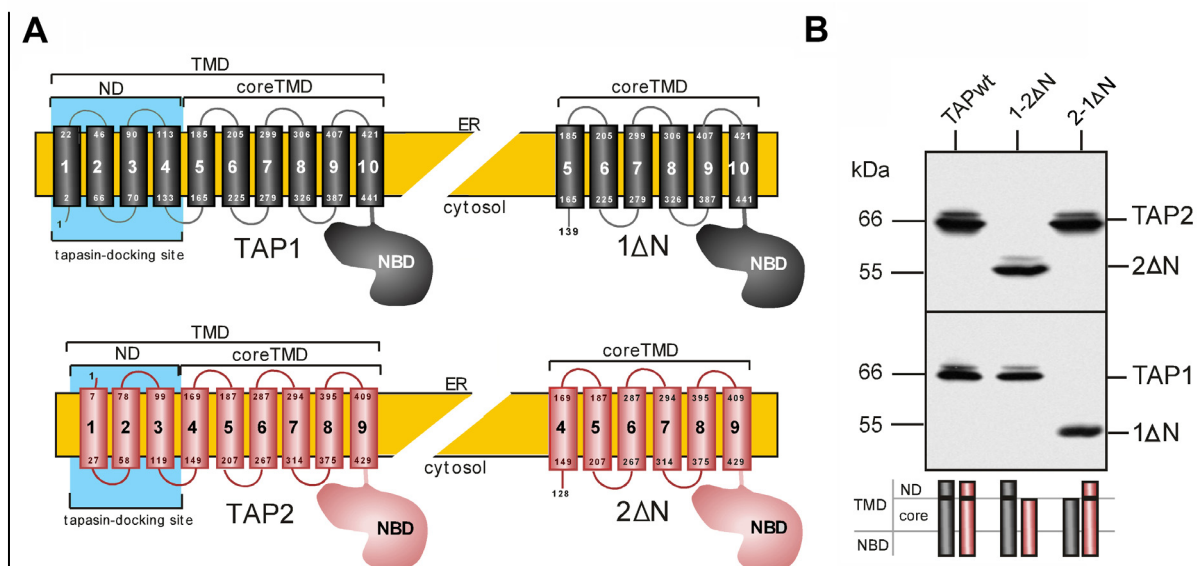 A
TMD
ND
coreTMD
22 46 90 113 185 205 299 306 407 421
1 2 3 4 5 6 7 8 9 10
2 66 70 133 165 225 279 326 387 441
1
ER
cytosol
tapasin-docking site
TAP1
NBD
coreTMD
185 205 299 306 407 421
5 6 7 8 9 10
165 225 279 326 387 441
139
1ΔN
NBD
TMD
ND
coreTMD
1
7 78 99 169 187 287 294 395 409
1 2 3 4 5 6 7 8 9
27 58 119 149 207 267 314 375 429
ER
cytosol
tapasin-docking site
TAP2
NBD
coreTMD
169 187 287 294 395 409
4 5 6 7 8 9
149 207 267 314 375 429
128
2ΔN
NBD
B
TAPwt
1-2ΔN
2-1ΔN
kDa
66
TAP2
55
2ΔN
66
TAP1
55
1ΔN
TMD
ND
core
NBD